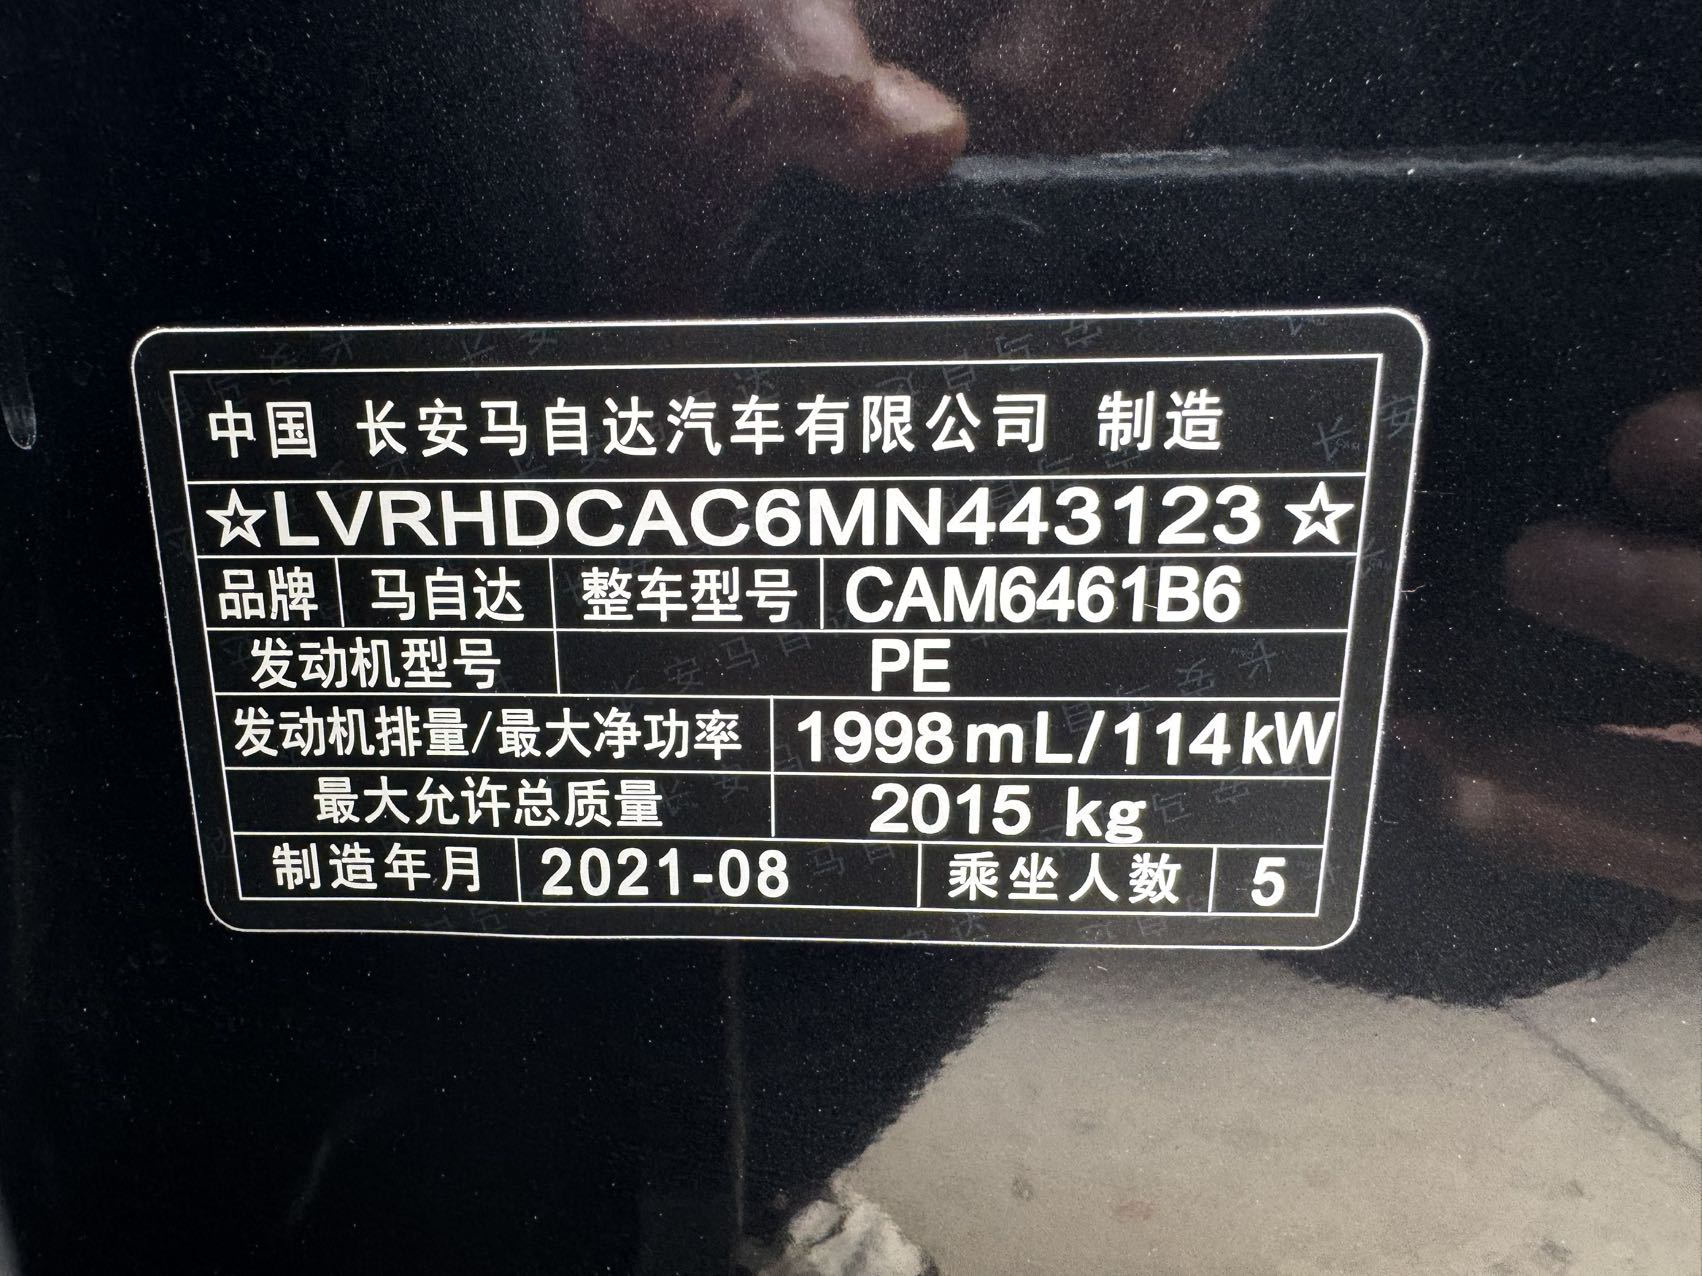 中国 长安马自达汽车有限公司 制造
☆LVRHDCAC6MN443123☆
品牌 马自达 整车型号 CAM6461B6
发动机型号 PE
发动机排量/最大净功率 1998mL/114kW
最大允许总质量 2015 kg
制造年月 2021-08 乘坐人数 5